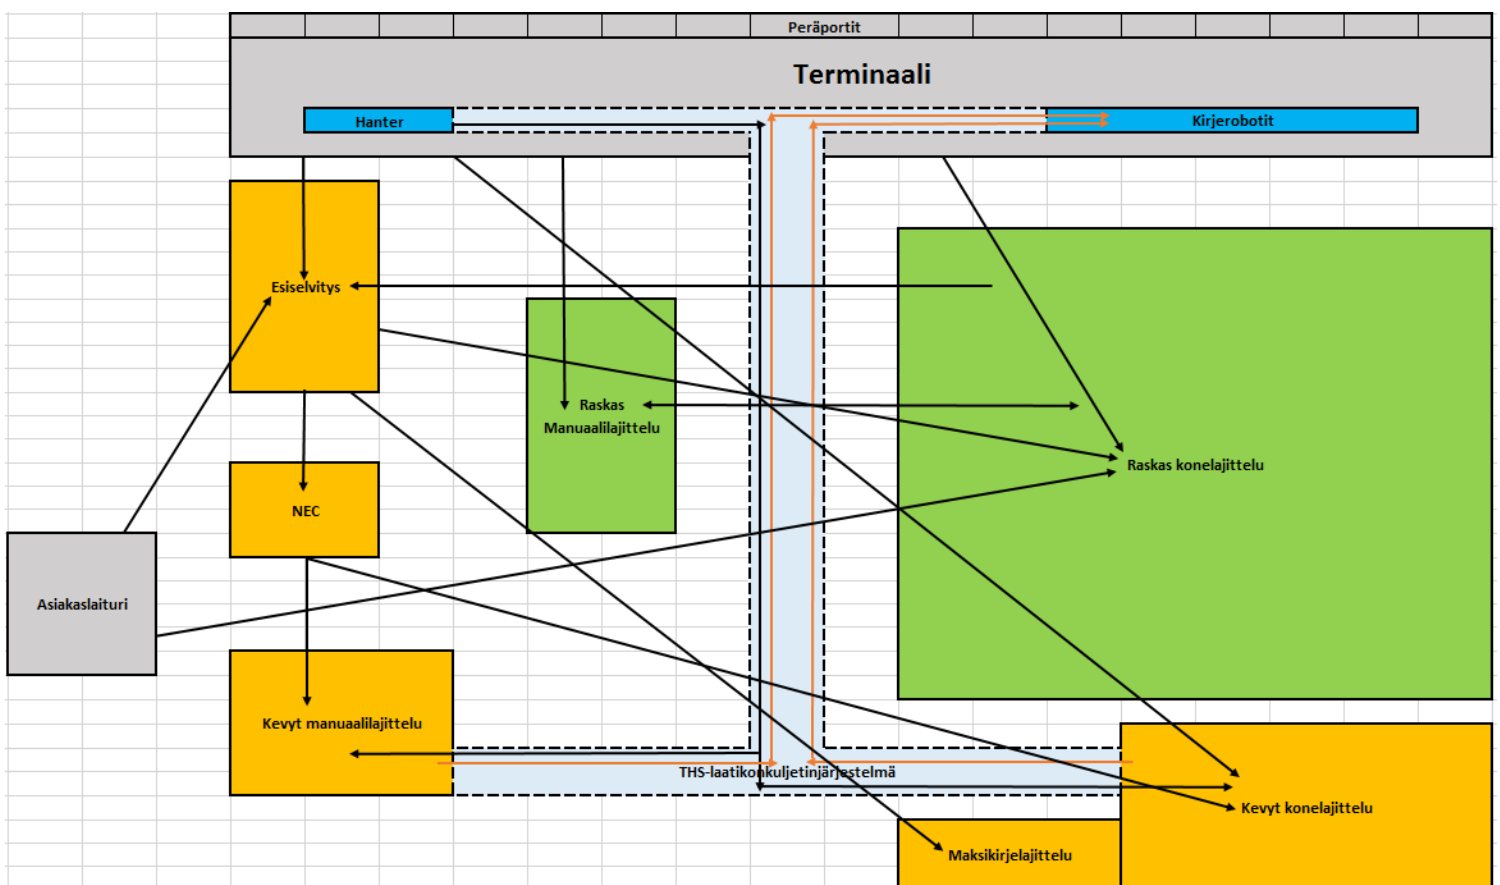 Peräportit
Terminaali
Hanter
Kirjerobotit
Esiselvitys
Raskas
Manuaalilajittelu
Raskas konelajittelu
NEC
Asiakaslaituri
Kevyt manuaalilajittelu
THS-laatikonkuljetinjärjestelmä
Kevyt konelajittelu
Maksikirjelajittelu